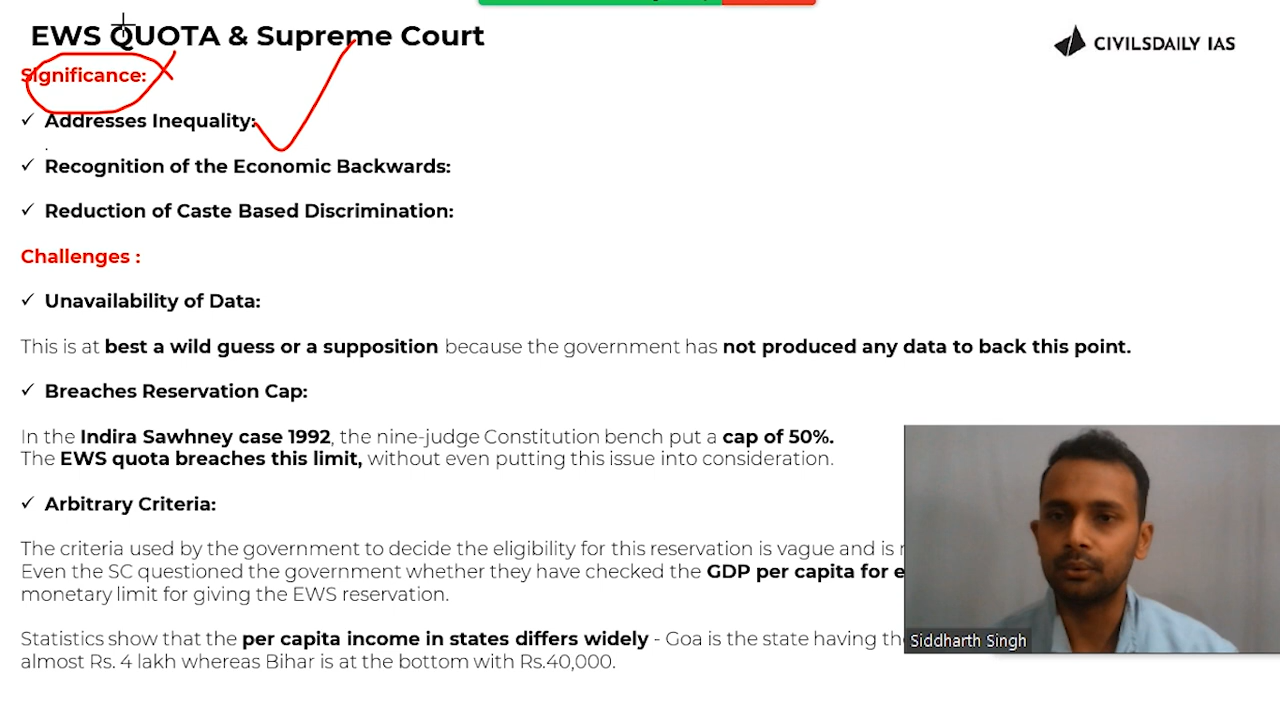 EWS QUOTA & Supreme Court
CIVILSDAILY IAS
Significance:
✓ Addresses Inequality:
.
✓ Recognition of the Economic Backwards:
✓ Reduction of Caste Based Discrimination:
Challenges :
✓ Unavailability of Data:
This is at best a wild guess or a supposition because the government has not produced any data to back this point.
✓ Breaches Reservation Cap:
In the Indira Sawhney case 1992, the nine-judge Constitution bench put a cap of 50%.
The EWS quota breaches this limit, without even putting this issue into consideration.
✓ Arbitrary Criteria:
The criteria used by the government to decide the eligibility for this reservation is vague and is
Even the SC questioned the government whether they have checked the GDP per capita for
monetary limit for giving the EWS reservation.
Statistics show that the per capita income in states differs widely - Goa is the state having
almost Rs. 4 lakh whereas Bihar is at the bottom with Rs.40,000.
Siddharth Singh